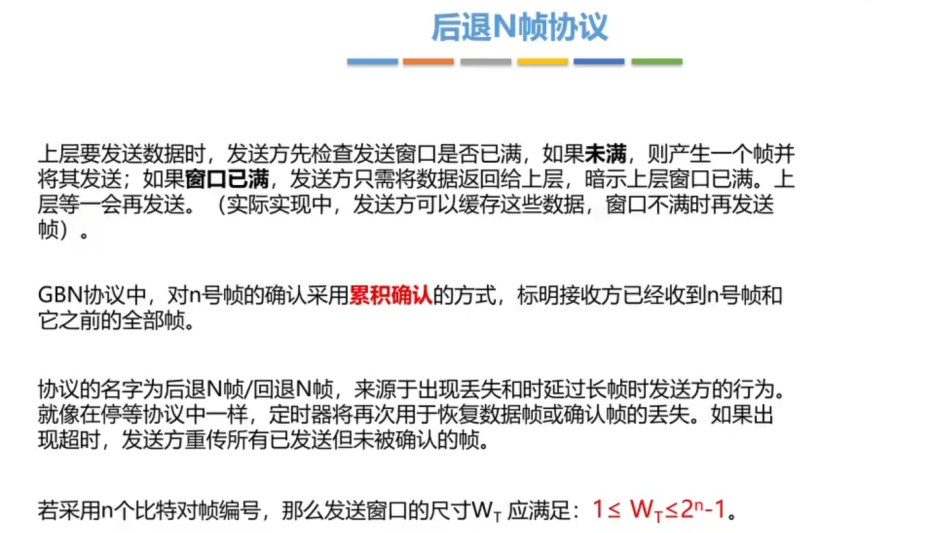 后退N帧协议
上层要发送数据时，发送方先检查发送窗口是否已满，如果未满，则产生一个帧并
将其发送；如果窗口已满，发送方只需将数据返回给上层，暗示上层窗口已满。上
层等一会再发送。（实际实现中，发送方可以缓存这些数据，窗口不满时再发送
帧）。
GBN协议中，对n号帧的确认采用累积确认的方式，标明接收方已经收到n号帧和
它之前的全部帧。
协议的名字为后退N帧/回退N帧，来源于出现丢失和时延过长帧时发送方的行为。
就像在停等协议中一样，定时器将再次用于恢复数据帧或确认帧的丢失。如果出
现超时，发送方重传所有已发送但未被确认的帧。
若采用n个比特对帧编号，那么发送窗口的尺寸W_T 应满足：1≤ W_T≤2ⁿ-1。